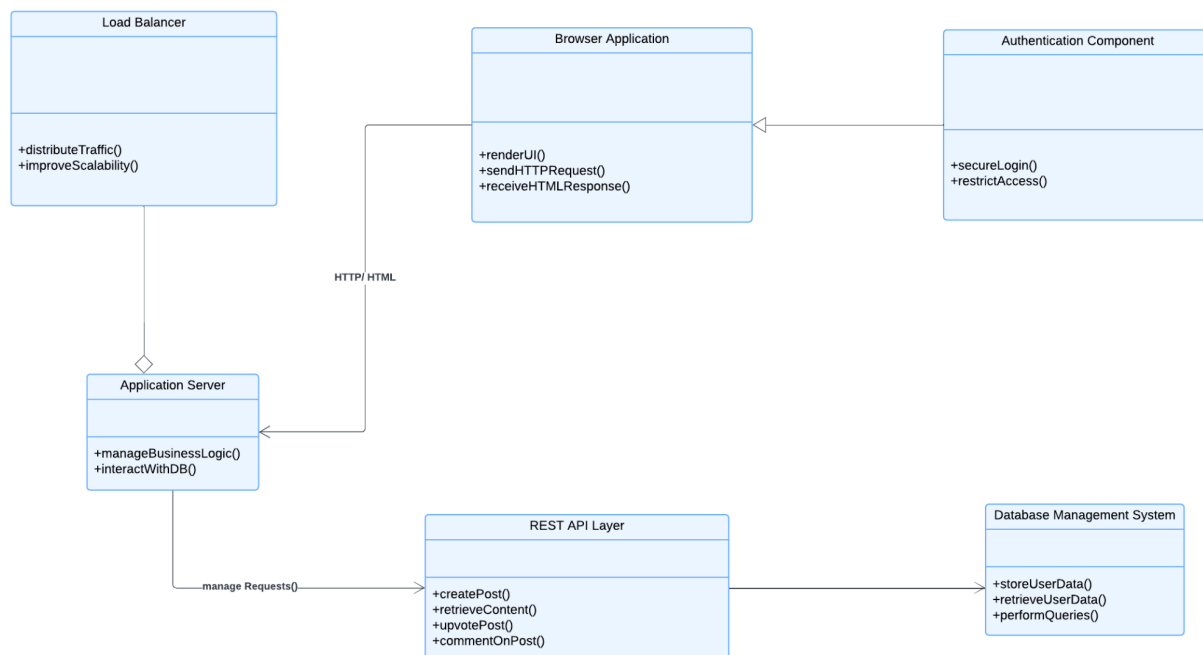 Load Balancer
+distributeTraffic()
+improveScalability()
Browser Application
+renderUI()
+sendHTTPRequest()
+receiveHTMLResponse()
Authentication Component
+secureLogin()
+restrictAccess()
HTTP/ HTML
Application Server
+manageBusinessLogic()
+interactWithDB()
manage Requests()
REST API Layer
+createPost()
+retrieveContent()
+upvotePost()
+commentOnPost()
Database Management System
+storeUserData()
+retrieveUserData()
+performQueries()